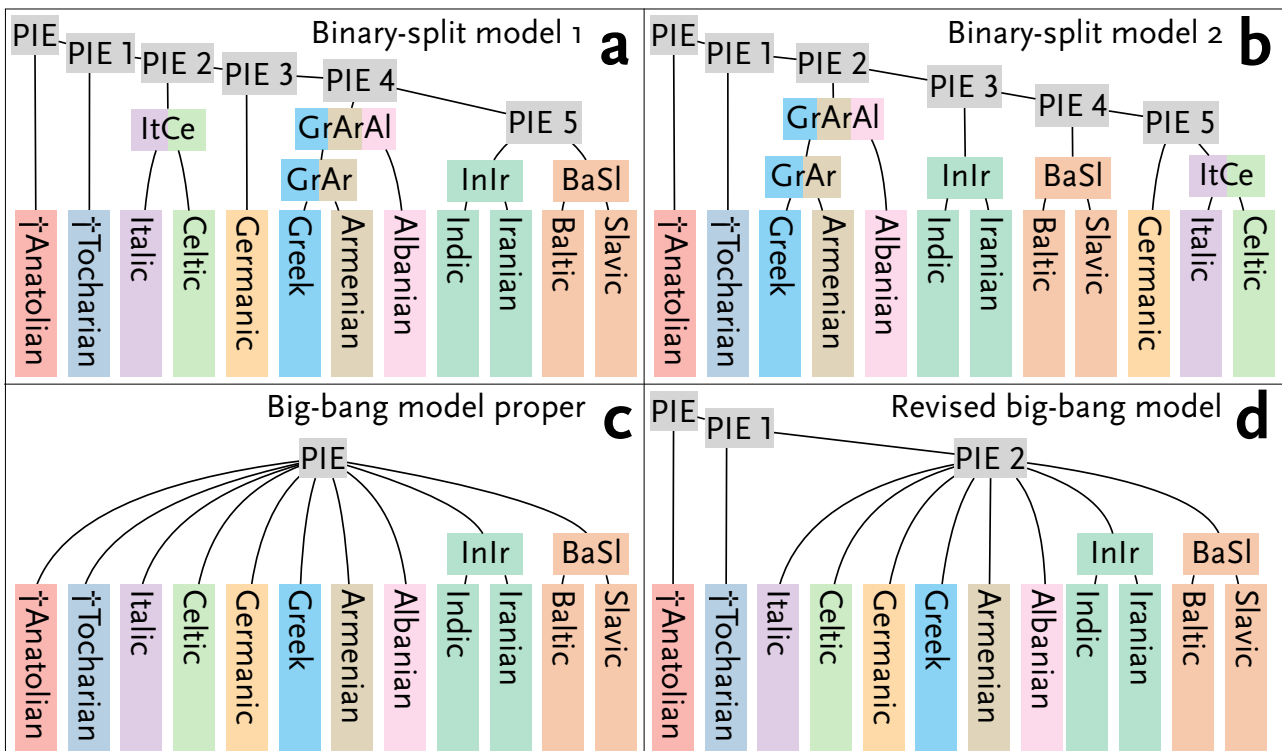 Binary-split model 1 a
PIE
PIE 1
PIE 2
PIE 3
PIE 4
PIE 5
ItCe
GrArAl
GrAr
InIr
BaSl
†Anatolian
†Tocharian
Italic
Celtic
Germanic
Greek
Armenian
Albanian
Indic
Iranian
Baltic
Slavic
Binary-split model 2 b
PIE
PIE 1
PIE 2
PIE 3
PIE 4
PIE 5
GrArAl
GrAr
InIr
BaSl
ItCe
†Anatolian
†Tocharian
Greek
Armenian
Albanian
Indic
Iranian
Baltic
Slavic
Germanic
Italic
Celtic
Big-bang model proper c
PIE
InIr
BaSl
†Anatolian
†Tocharian
Italic
Celtic
Germanic
Greek
Armenian
Albanian
Indic
Iranian
Baltic
Slavic
Revised big-bang model d
PIE
PIE 1
PIE 2
InIr
BaSl
†Anatolian
†Tocharian
Italic
Celtic
Germanic
Greek
Armenian
Albanian
Indic
Iranian
Baltic
Slavic